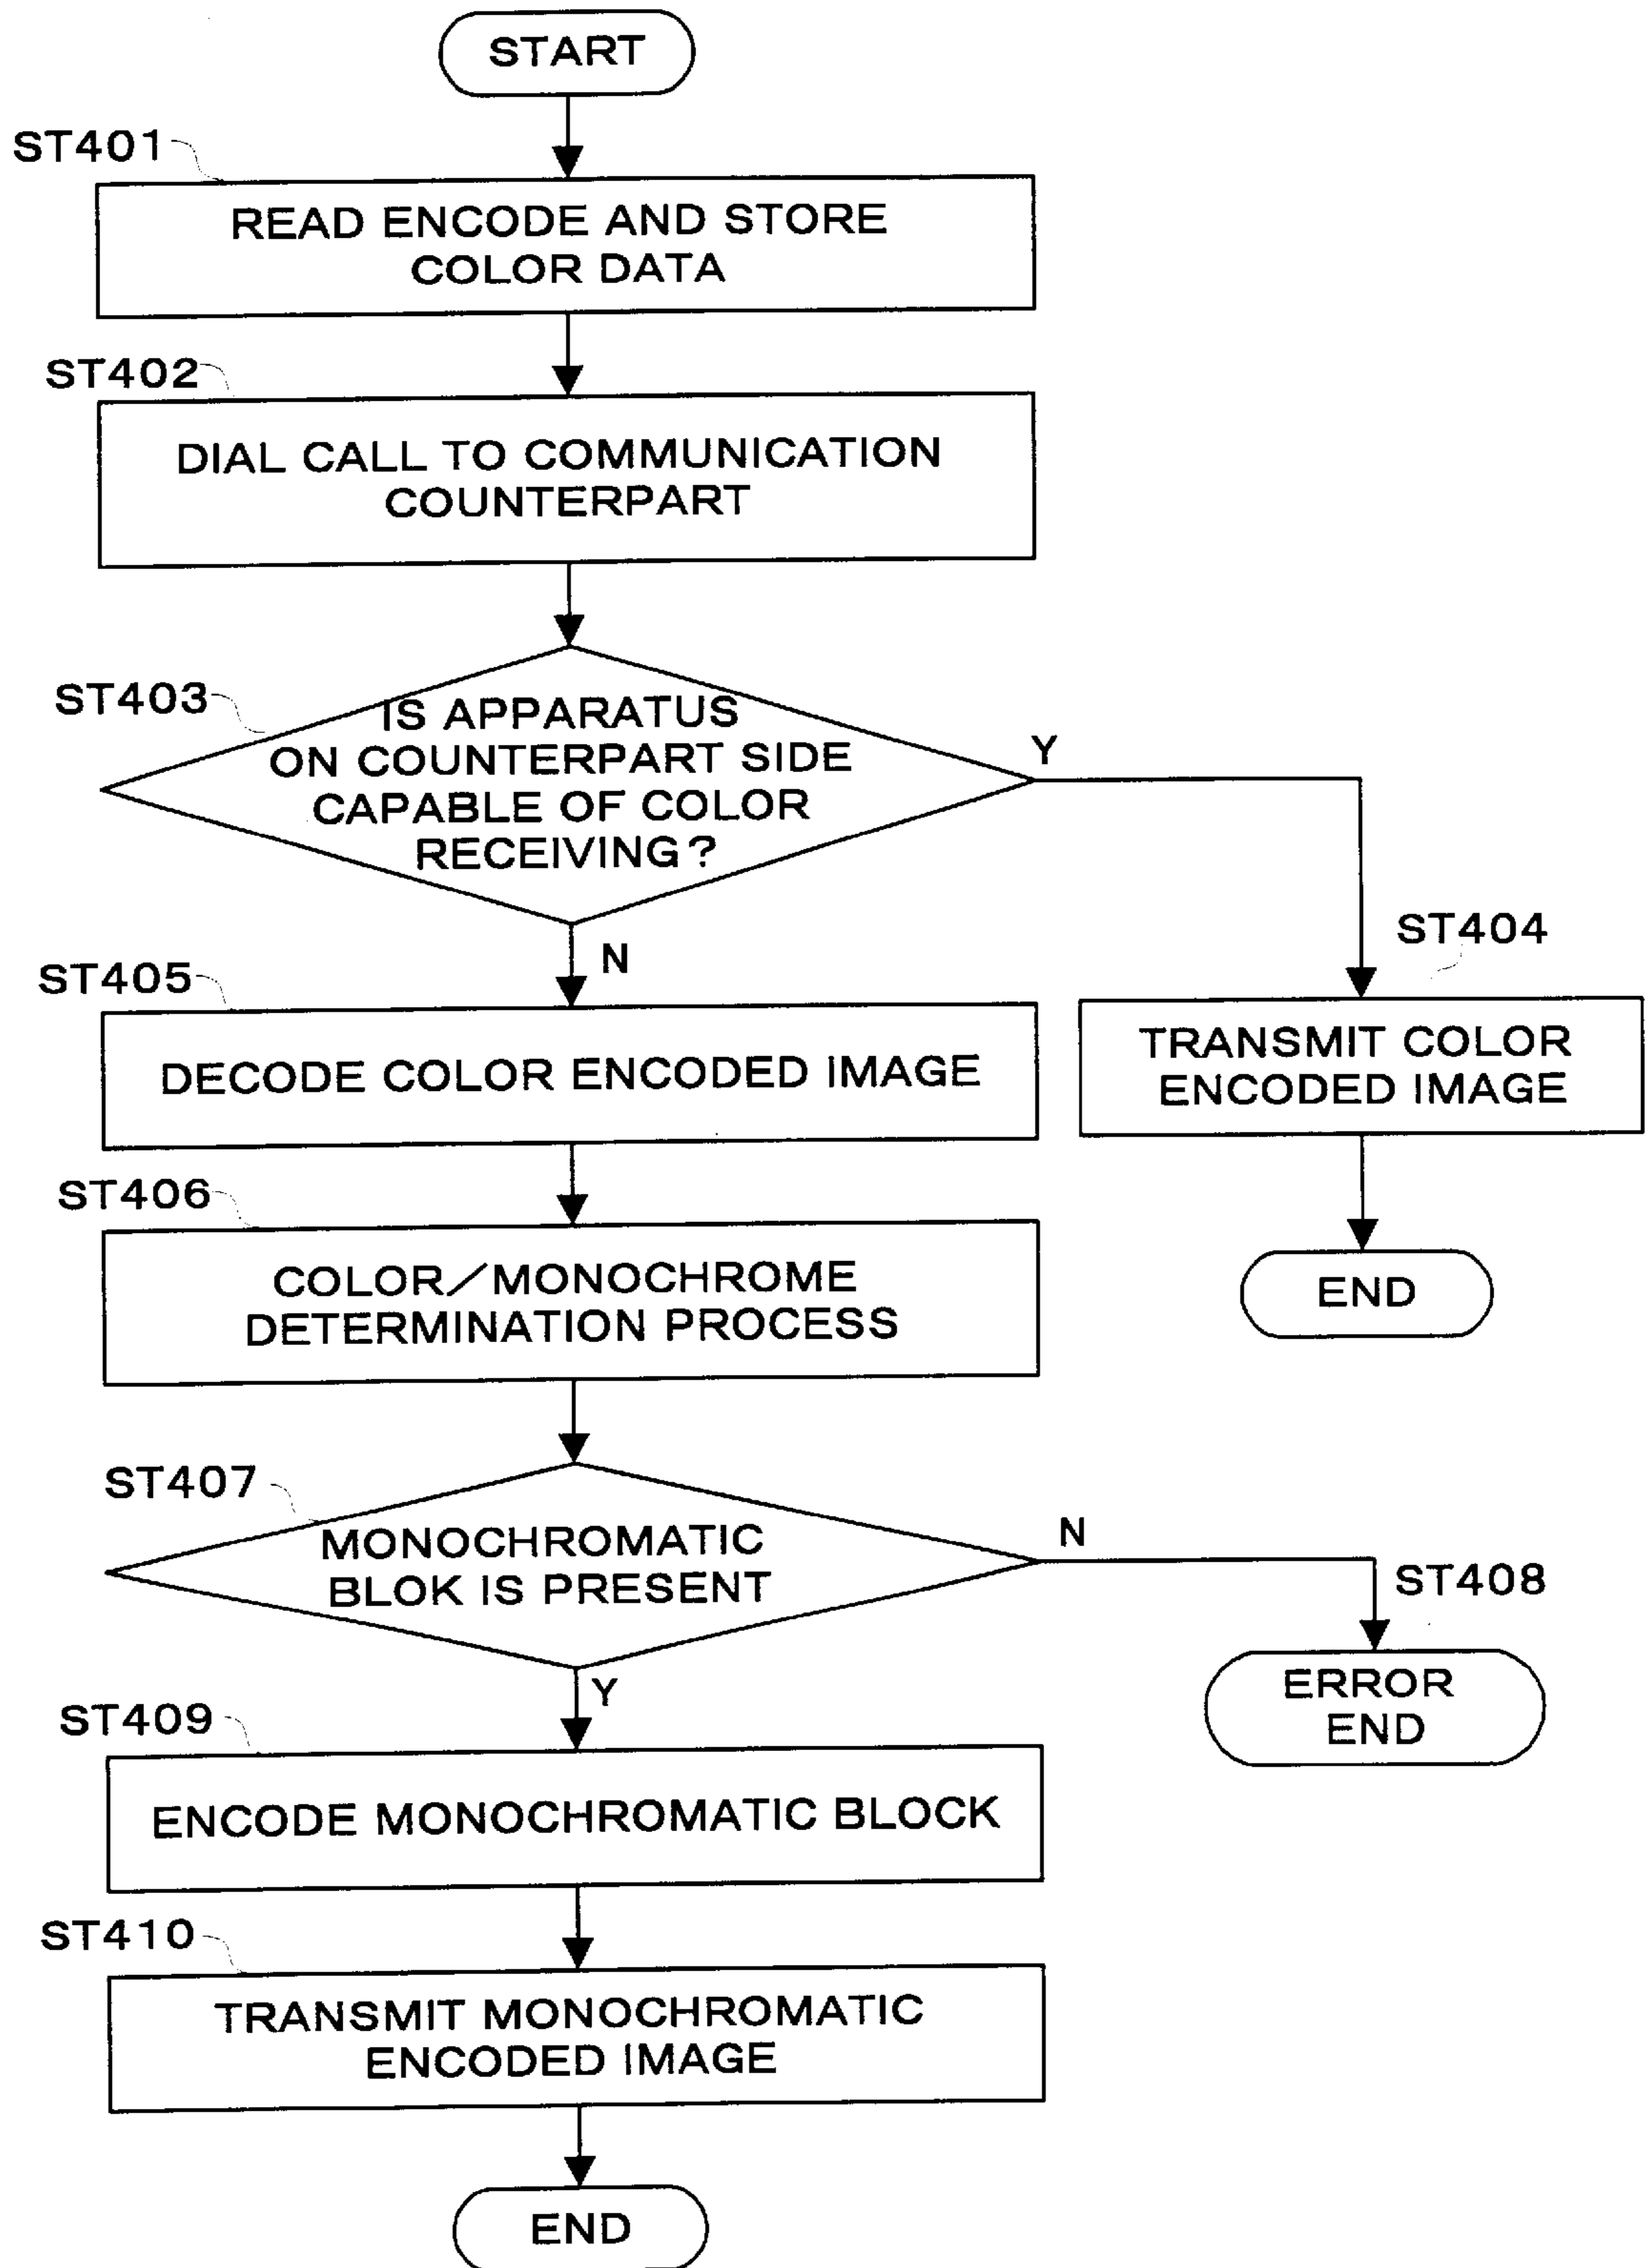 START
ST401
READ ENCODE AND STORE
COLOR DATA
ST402
DIAL CALL TO COMMUNICATION
COUNTERPART
ST403
IS APPARATUS
ON COUNTERPART SIDE
CAPABLE OF COLOR
RECEIVING?
Y
N
ST404
TRANSMIT COLOR
ENCODED IMAGE
END
ST405
DECODE COLOR ENCODED IMAGE
ST406
COLOR/MONOCHROME
DETERMINATION PROCESS
ST407
MONOCHROMATIC
BLOK IS PRESENT
N
ST408
ERROR
END
Y
ST409
ENCODE MONOCHROMATIC BLOCK
ST410
TRANSMIT MONOCHROMATIC
ENCODED IMAGE
END